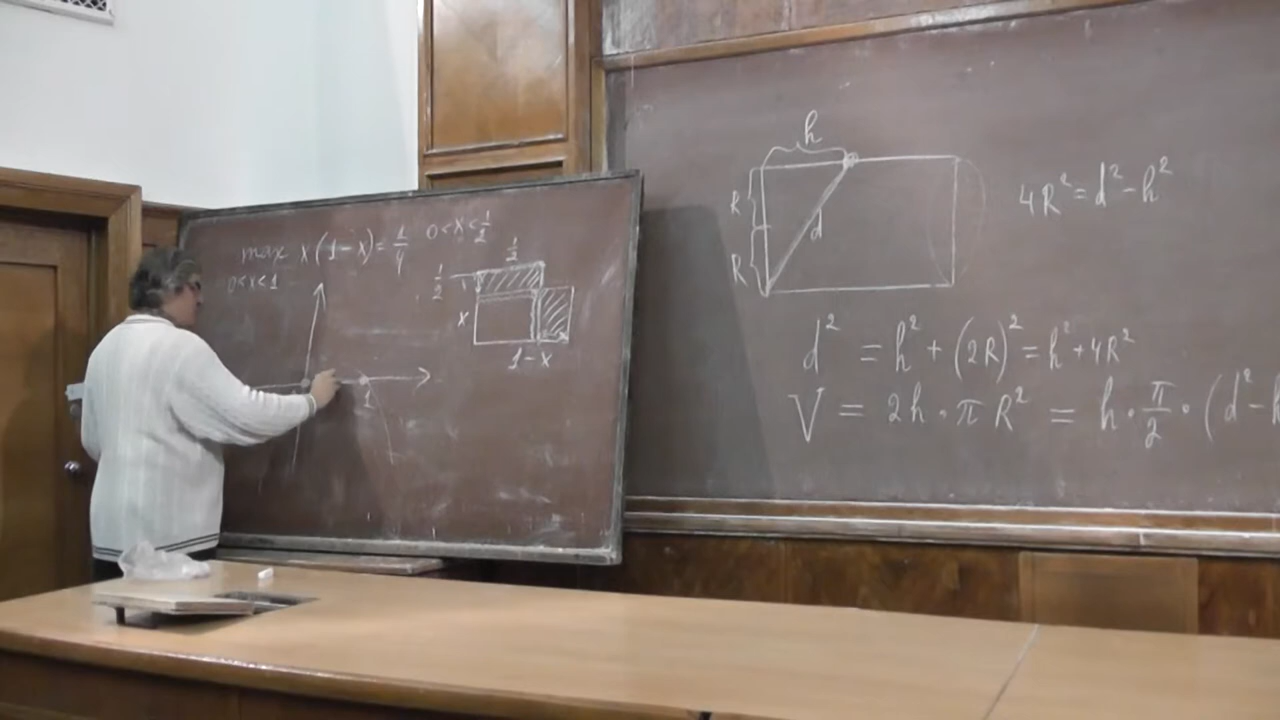 max x(1-x)=1/4 0<x<1/2
0<x<1
1/2
1/2
x
1-x
1
h
R
d
R
4R²=d²-h²
d² = h² + (2R)² = h² + 4R²
V = 2h · π R² = h · π/2 · (d² - h